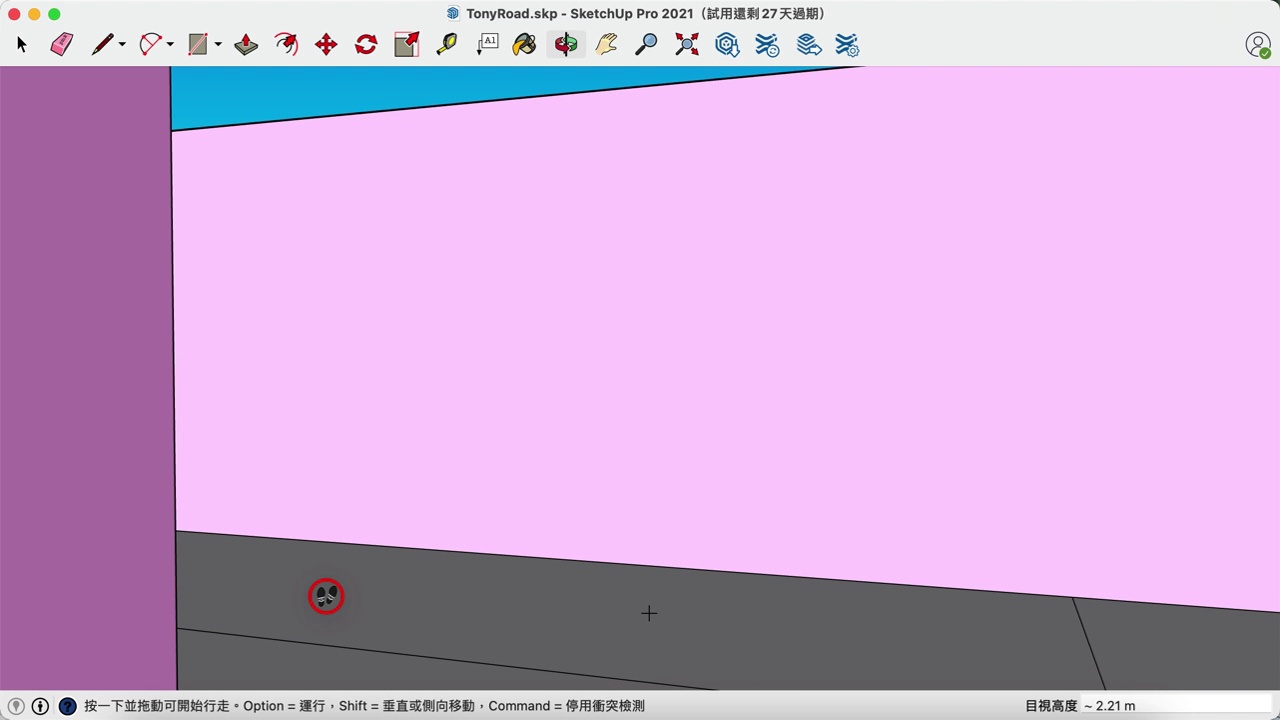 TonyRoad.skp - SketchUp Pro 2021（試用還剩 27 天過期）
A1
按一下並拖動可開始行走。Option = 運行，Shift = 垂直或側向移動，Command = 停用衝突檢測
目視高度 ~ 2.21 m